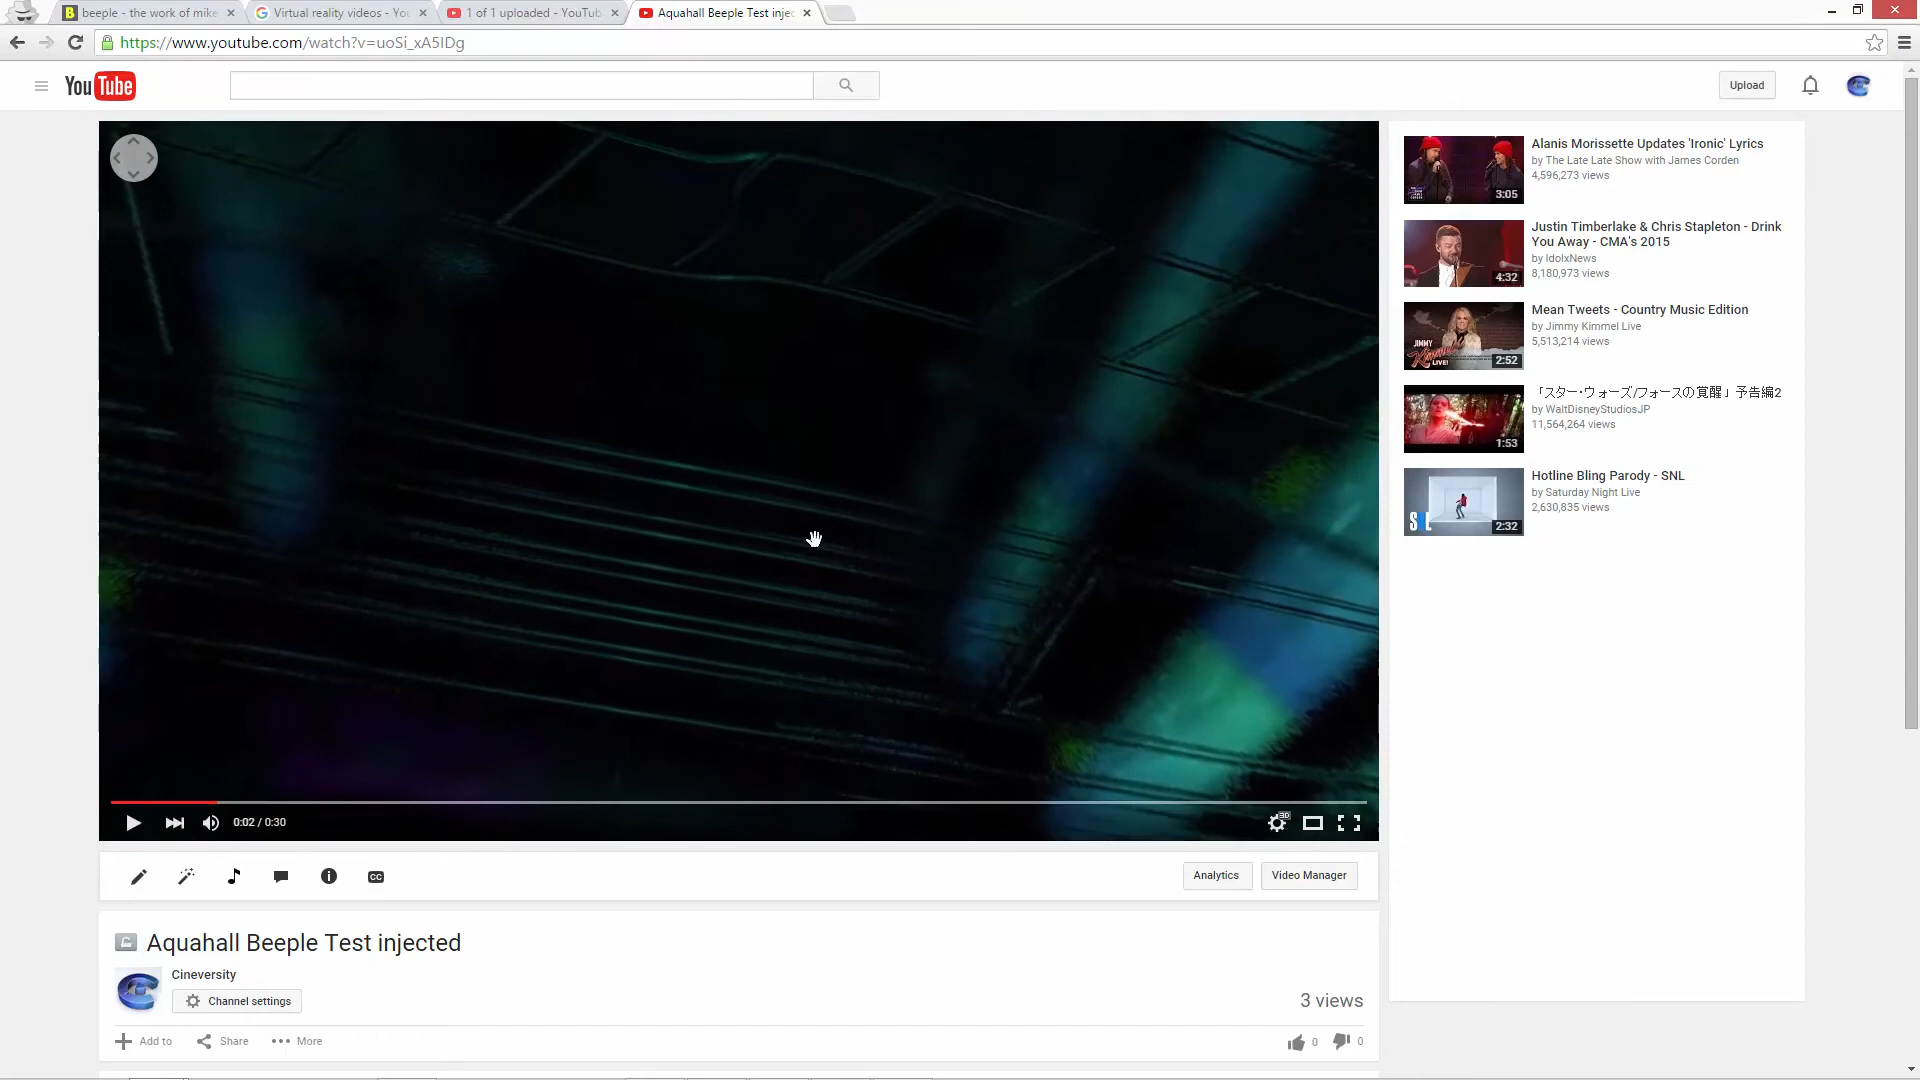 beeple - the work of mike
Virtual reality videos - Yo
1 of 1 uploaded - YouTub
Aquahall Beeple Test injec
https://www.youtube.com/watch?v=uoSi_xA5IDg
YouTube
Upload
Alanis Morissette Updates 'Ironic' Lyrics
by The Late Late Show with James Corden
4,596,273 views
3:05
Justin Timberlake & Chris Stapleton - Drink
You Away - CMA's 2015
by IdolxNews
8,180,973 views
4:32
Mean Tweets - Country Music Edition
by Jimmy Kimmel Live
5,513,214 views
JIMMY
Kimmel
LIVE!
2:52
「スター・ウォーズ/フォースの覚醒」予告編2
by WaltDisneyStudiosJP
11,564,264 views
1:53
Hotline Bling Parody - SNL
by Saturday Night Live
2,630,835 views
SNL
2:32
0:02 / 0:30
3D
CC
Analytics
Video Manager
Aquahall Beeple Test injected
Cineversity
Channel settings
3 views
Add to
Share
More
0
0